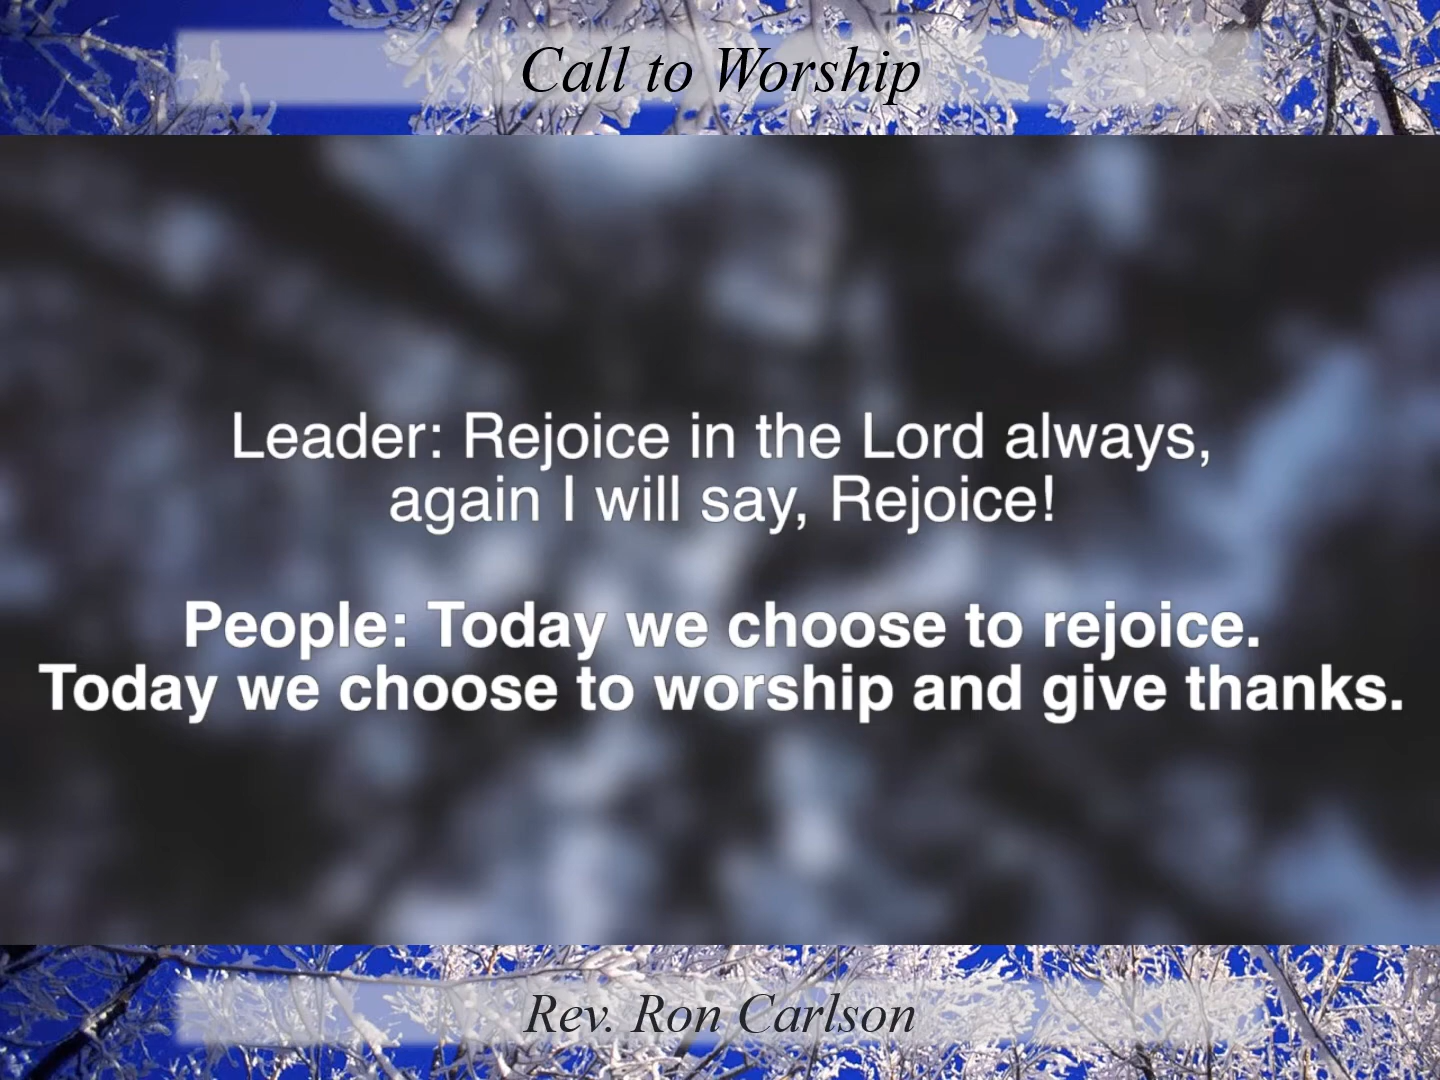 Call to Worship
Leader: Rejoice in the Lord always,
again I will say, Rejoice!
People: Today we choose to rejoice.
Today we choose to worship and give thanks.
Rev. Ron Carlson